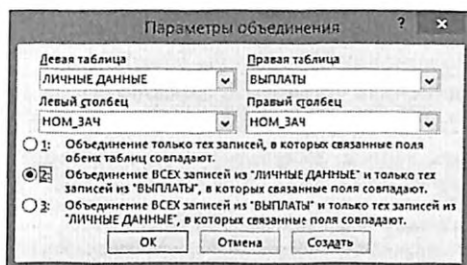 Параметры объединения ? ×
Левая таблица Правая таблица
ЛИЧНЫЕ ДАННЫЕ ВЫПЛАТЫ
Левый столбец Правый столбец
НОМ_ЗАЧ НОМ_ЗАЧ
1: Объединение только тех записей, в которых связанные поля
обеих таблиц совпадают.
2: Объединение ВСЕХ записей из "ЛИЧНЫЕ ДАННЫЕ" и только тех
записей из "ВЫПЛАТЫ", в которых связанные поля совпадают.
3: Объединение ВСЕХ записей из "ВЫПЛАТЫ" и только тех записей из
"ЛИЧНЫЕ ДАННЫЕ", в которых связанные поля совпадают.
ОК Отмена Создать